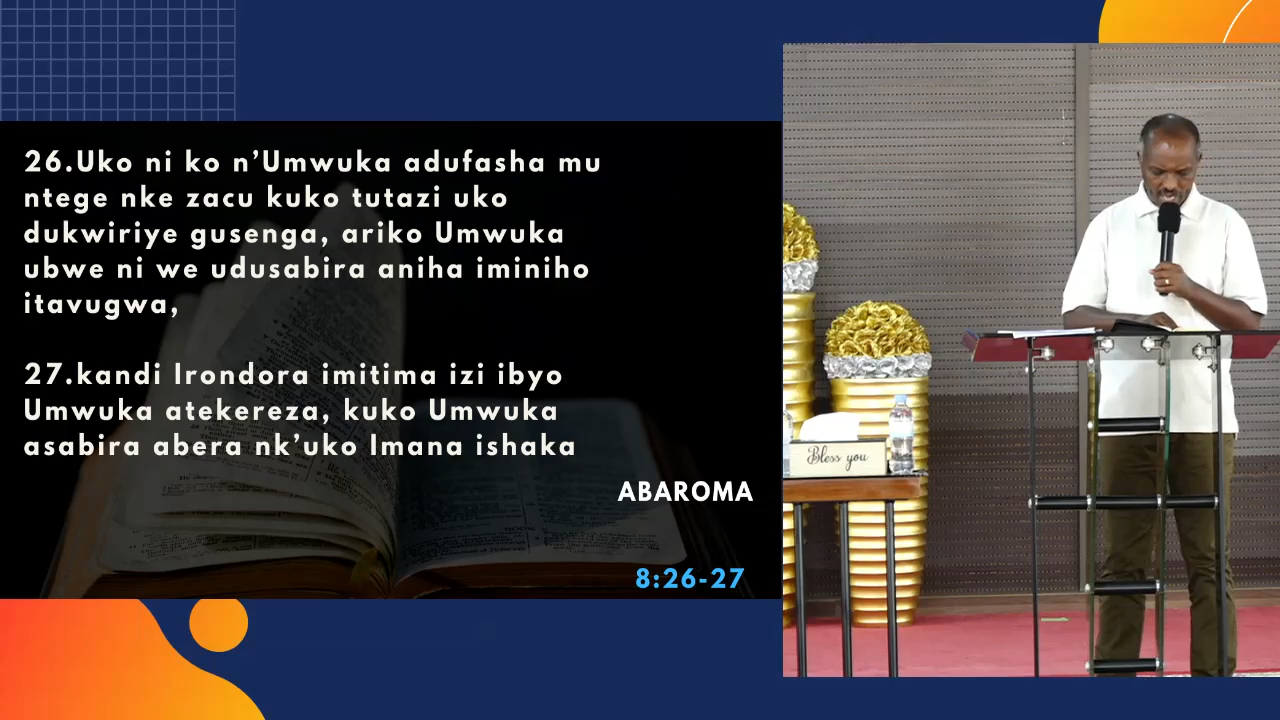 26.Uko ni ko n’Umwuka adufasha mu
ntege nke zacu kuko tutazi uko
dukwiriye gusenga, ariko Umwuka
ubwe ni we udusabira aniha iminiho
itavugwa,
27.kandi Irondora imitima izi ibyo
Umwuka atekereza, kuko Umwuka
asabira abera nk’uko Imana ishaka
ABAROMA
8:26-27
Bless you